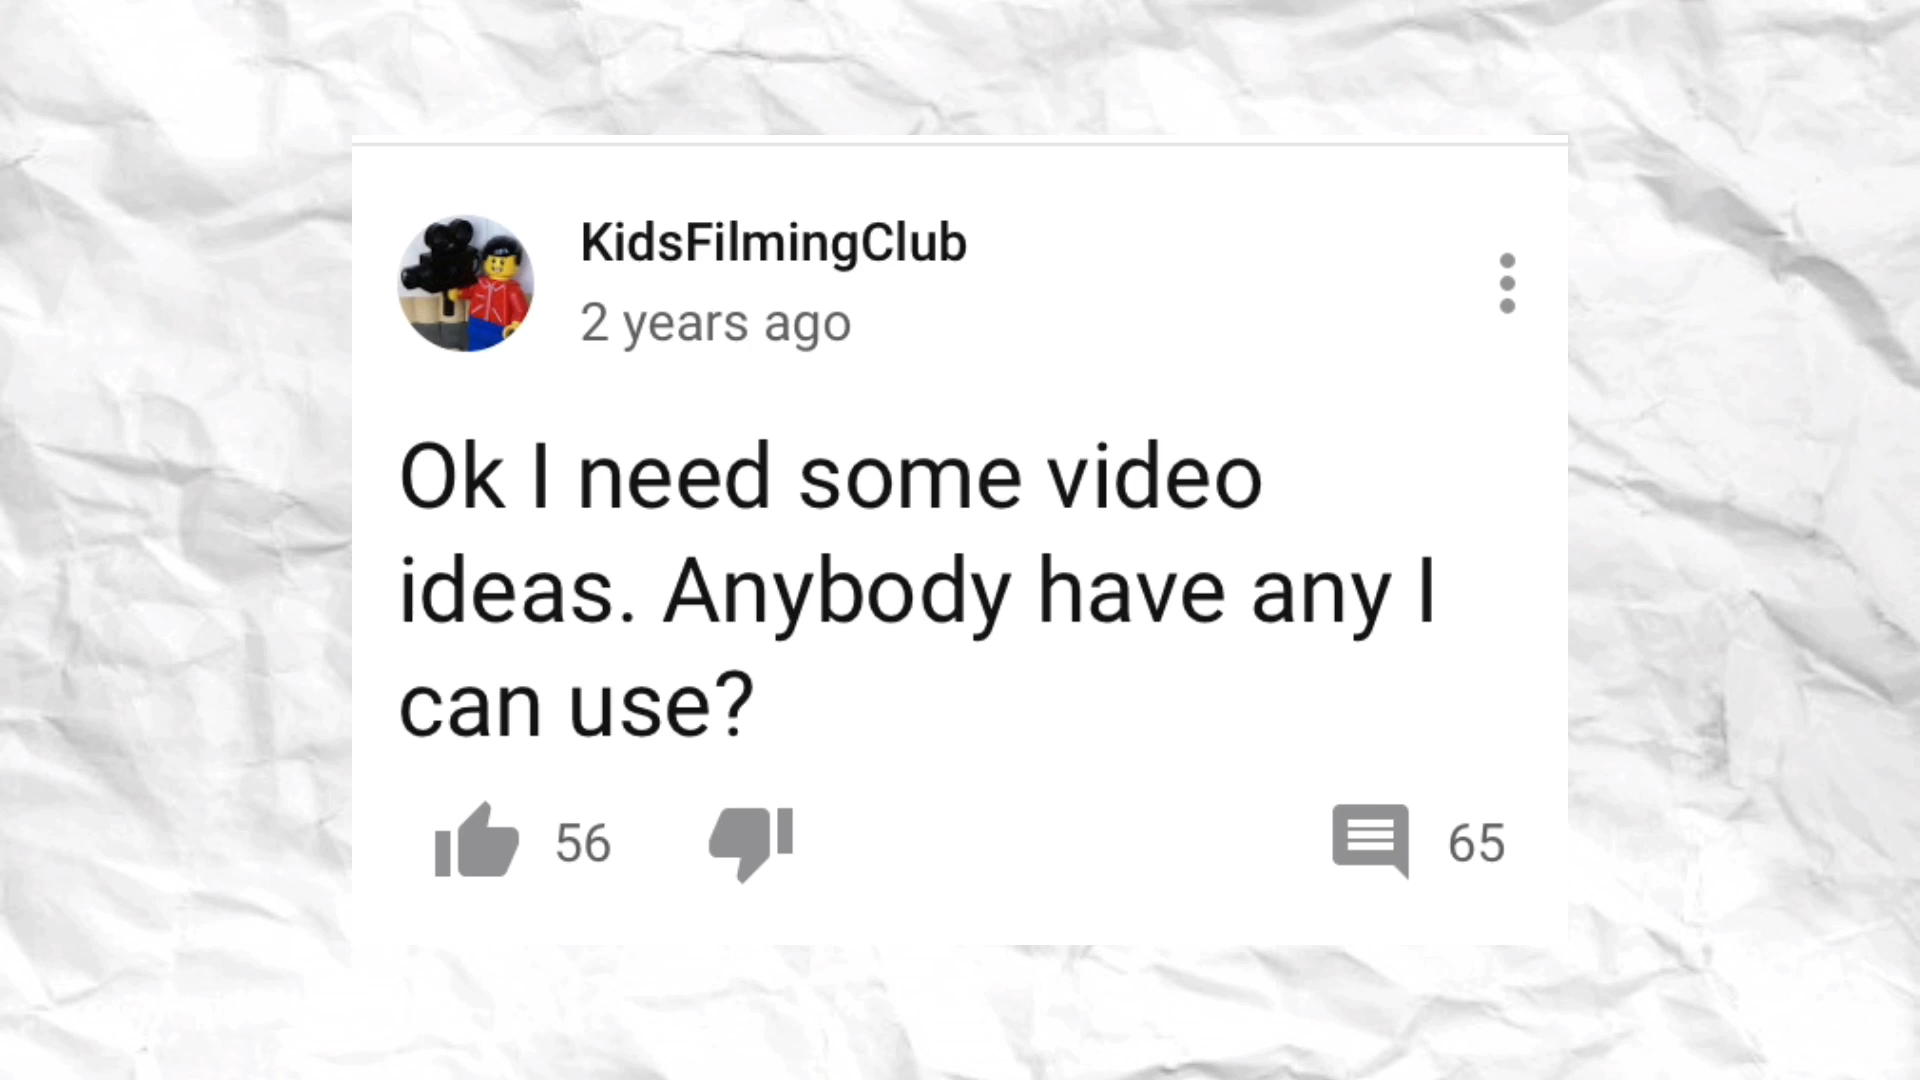 KidsFilmingClub
2 years ago
Ok I need some video
ideas. Anybody have any I
can use?
56
65